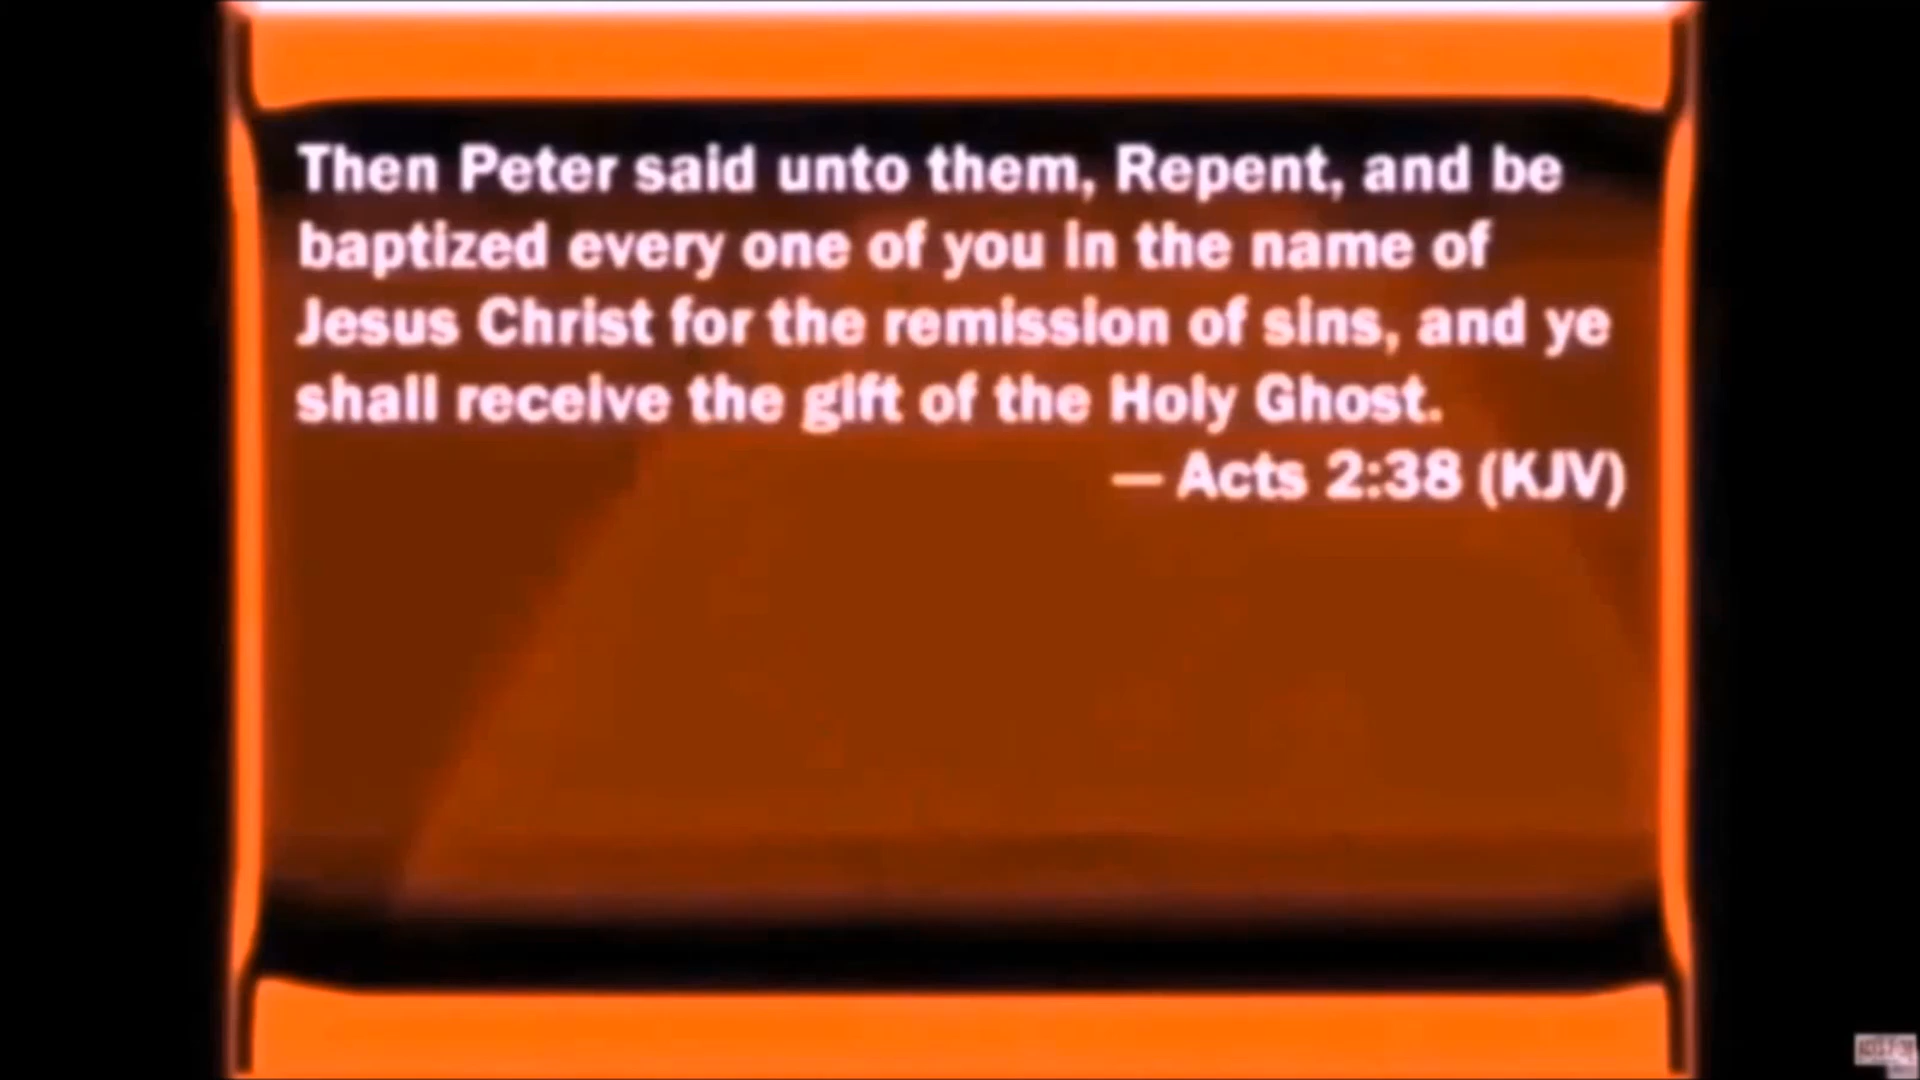 Then Peter said unto them, Repent, and be
baptized every one of you in the name of
Jesus Christ for the remission of sins, and ye
shall receive the gift of the Holy Ghost.
— Acts 2:38 (KJV)